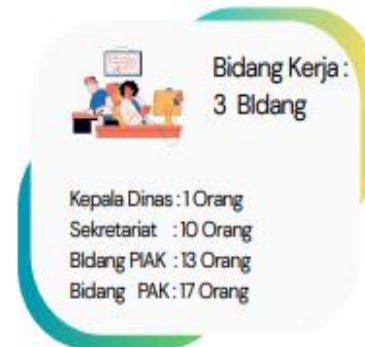 Bidang Kerja :
3 BIdang
Kepala Dinas : 1 Orang
Sekretariat : 10 Orang
BIdang PIAK : 13 Orang
Bidang PAK : 17 Orang